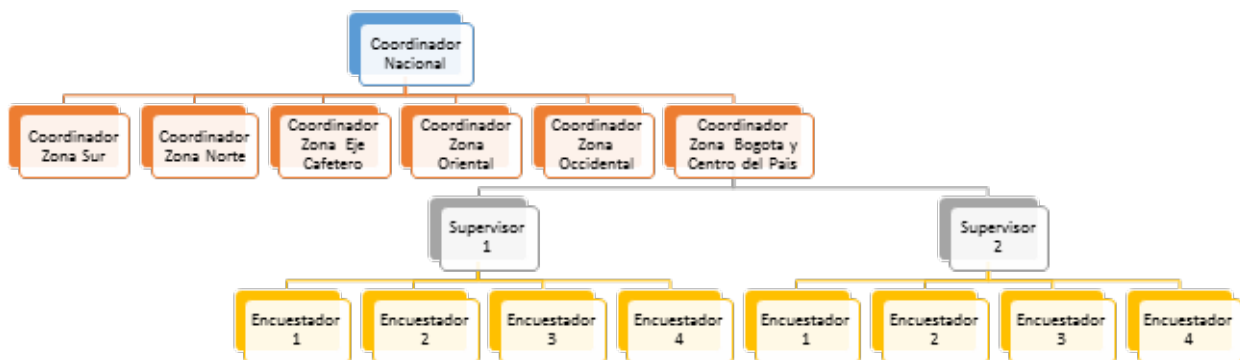 Coordinador
Nacional
Coordinador
Zona Sur
Coordinador
Zona Norte
Coordinador
Zona Eje
Cafetero
Coordinador
Zona
Oriental
Coordinador
Zona
Occidental
Coordinador
Zona Bogota y
Centro del Pais
Supervisor
1
Supervisor
2
Encuestador
1
Encuestador
2
Encuestador
3
Encuestador
4
Encuestador
1
Encuestador
2
Encuestador
3
Encuestador
4